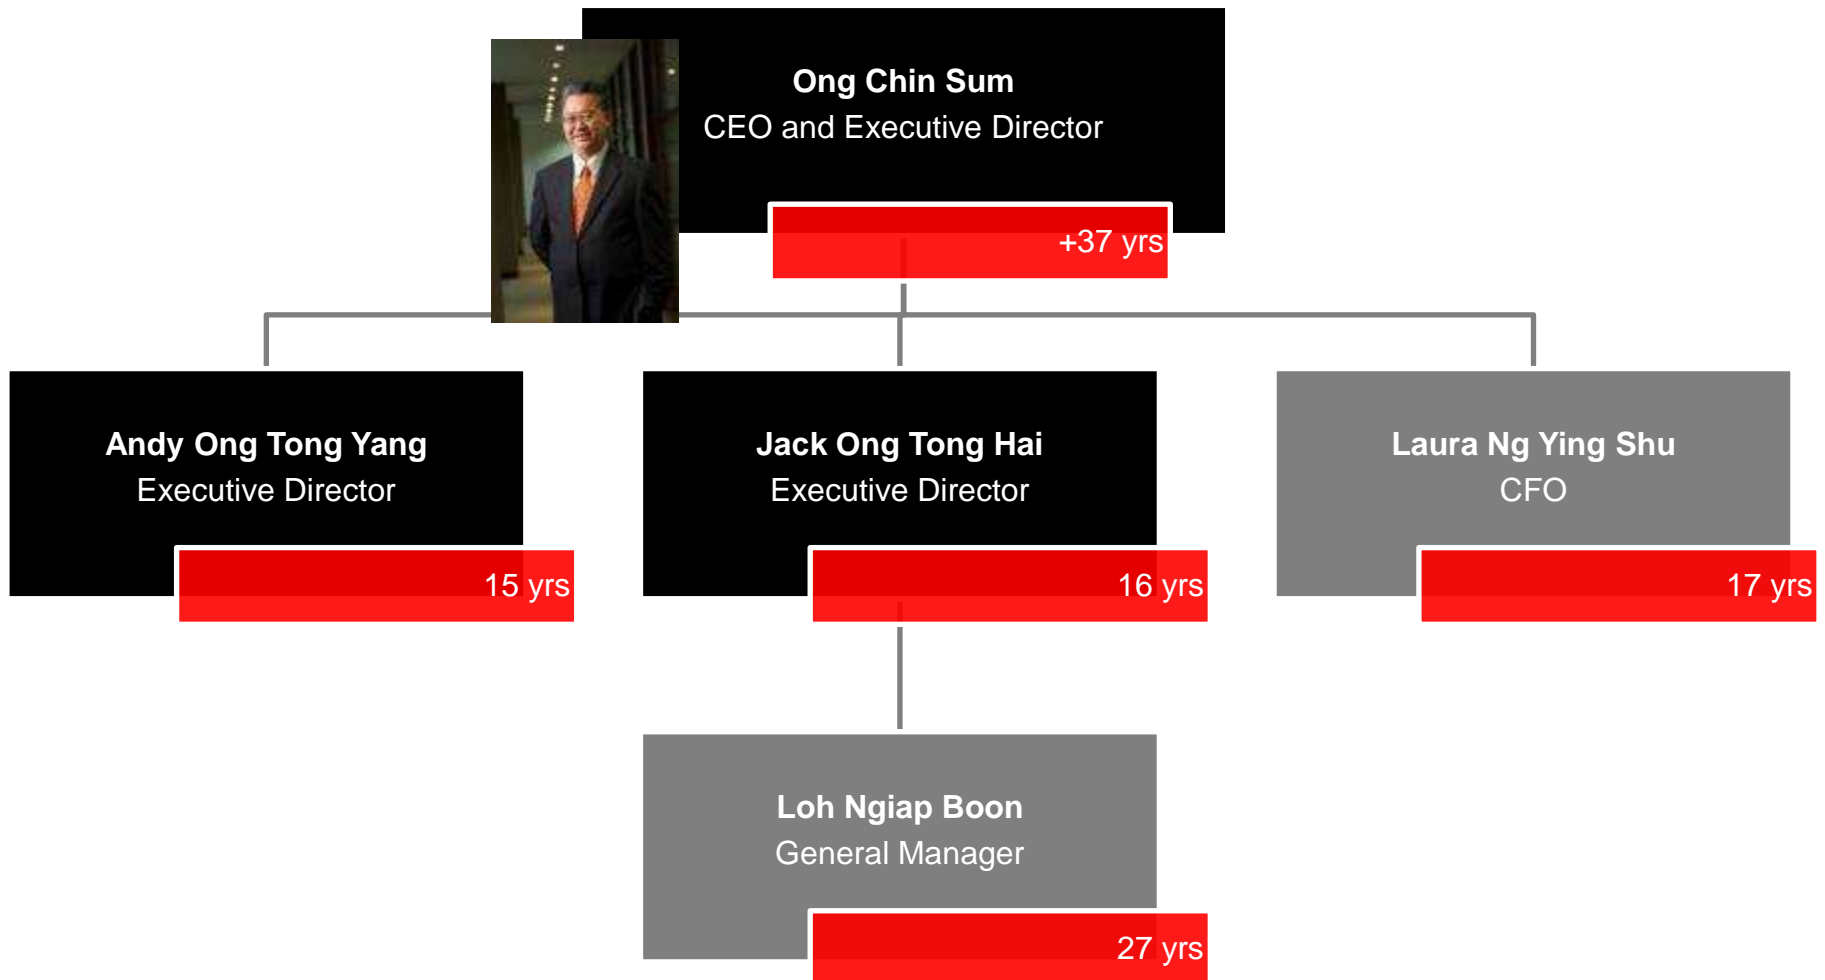 Ong Chin Sum
CEO and Executive Director
+37 yrs
Andy Ong Tong Yang
Executive Director
15 yrs
Jack Ong Tong Hai
Executive Director
16 yrs
Laura Ng Ying Shu
CFO
17 yrs
Loh Ngiap Boon
General Manager
27 yrs